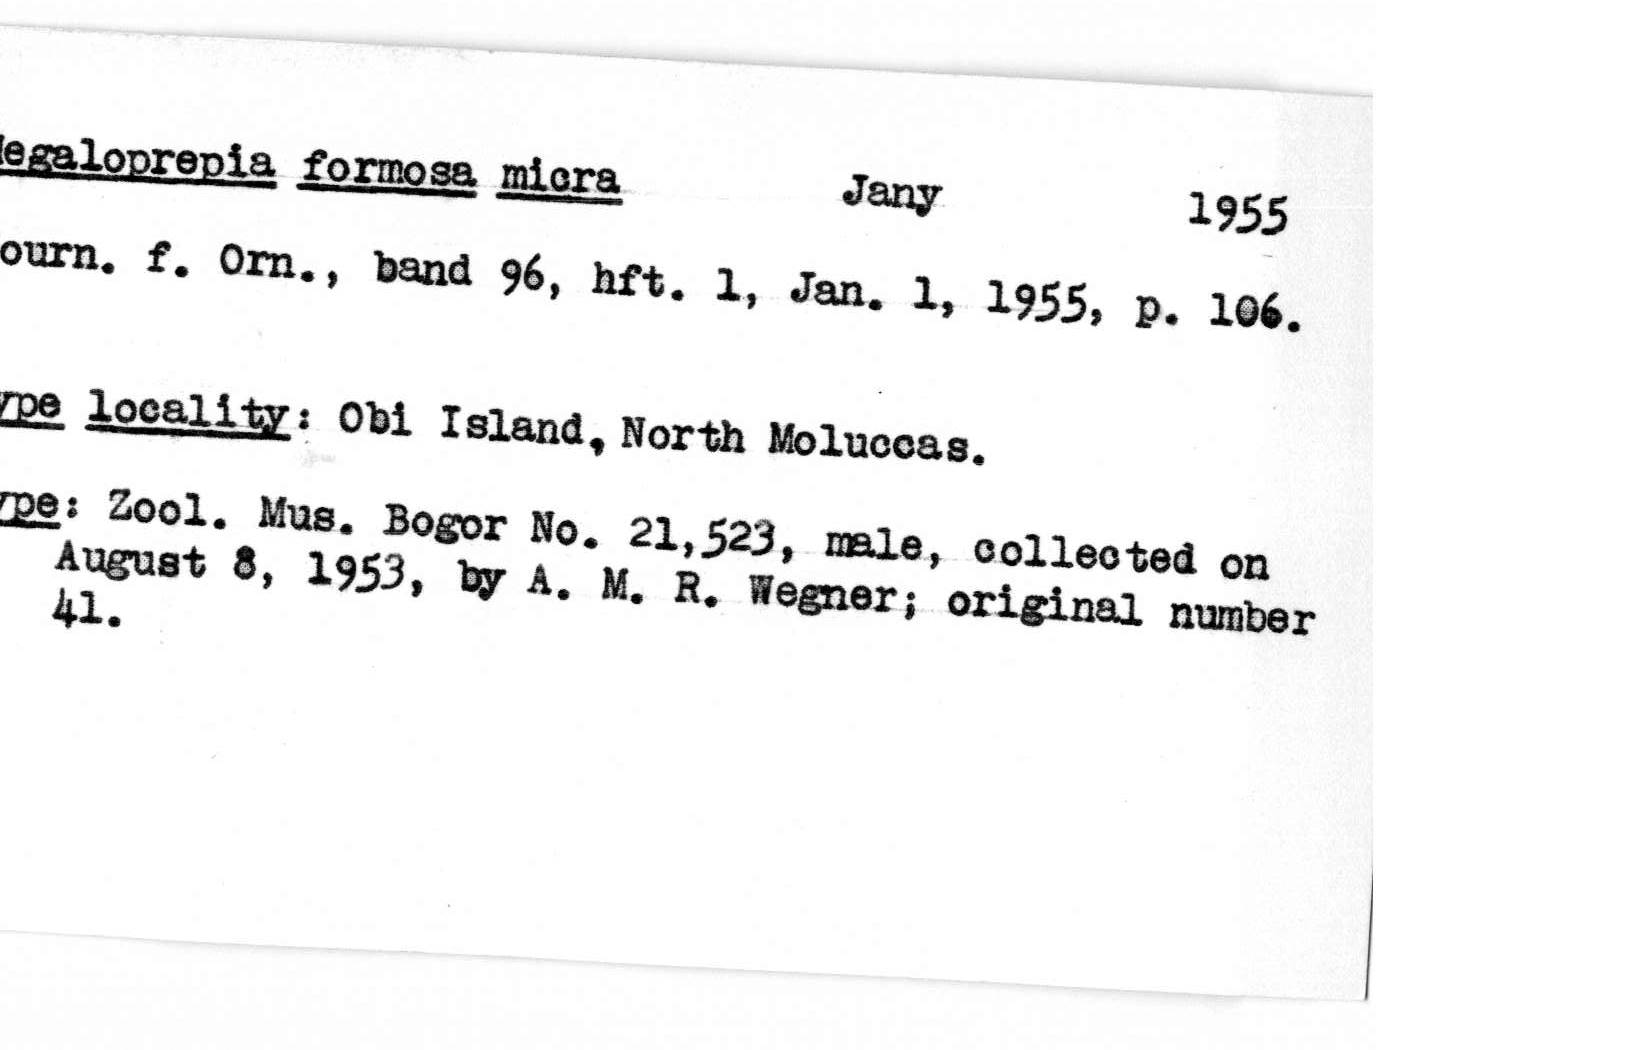 Megaloprepia formosa micra Jany 1955
ourn. f. Orn., band 96, hft. 1, Jan. 1, 1955, p. 106.
ype locality: Obi Island, North Moluccas.
ype: Zool. Mus. Bogor No. 21,523, male, collected on
August 8, 1953, by A. M. R. Wegner; original number
41.